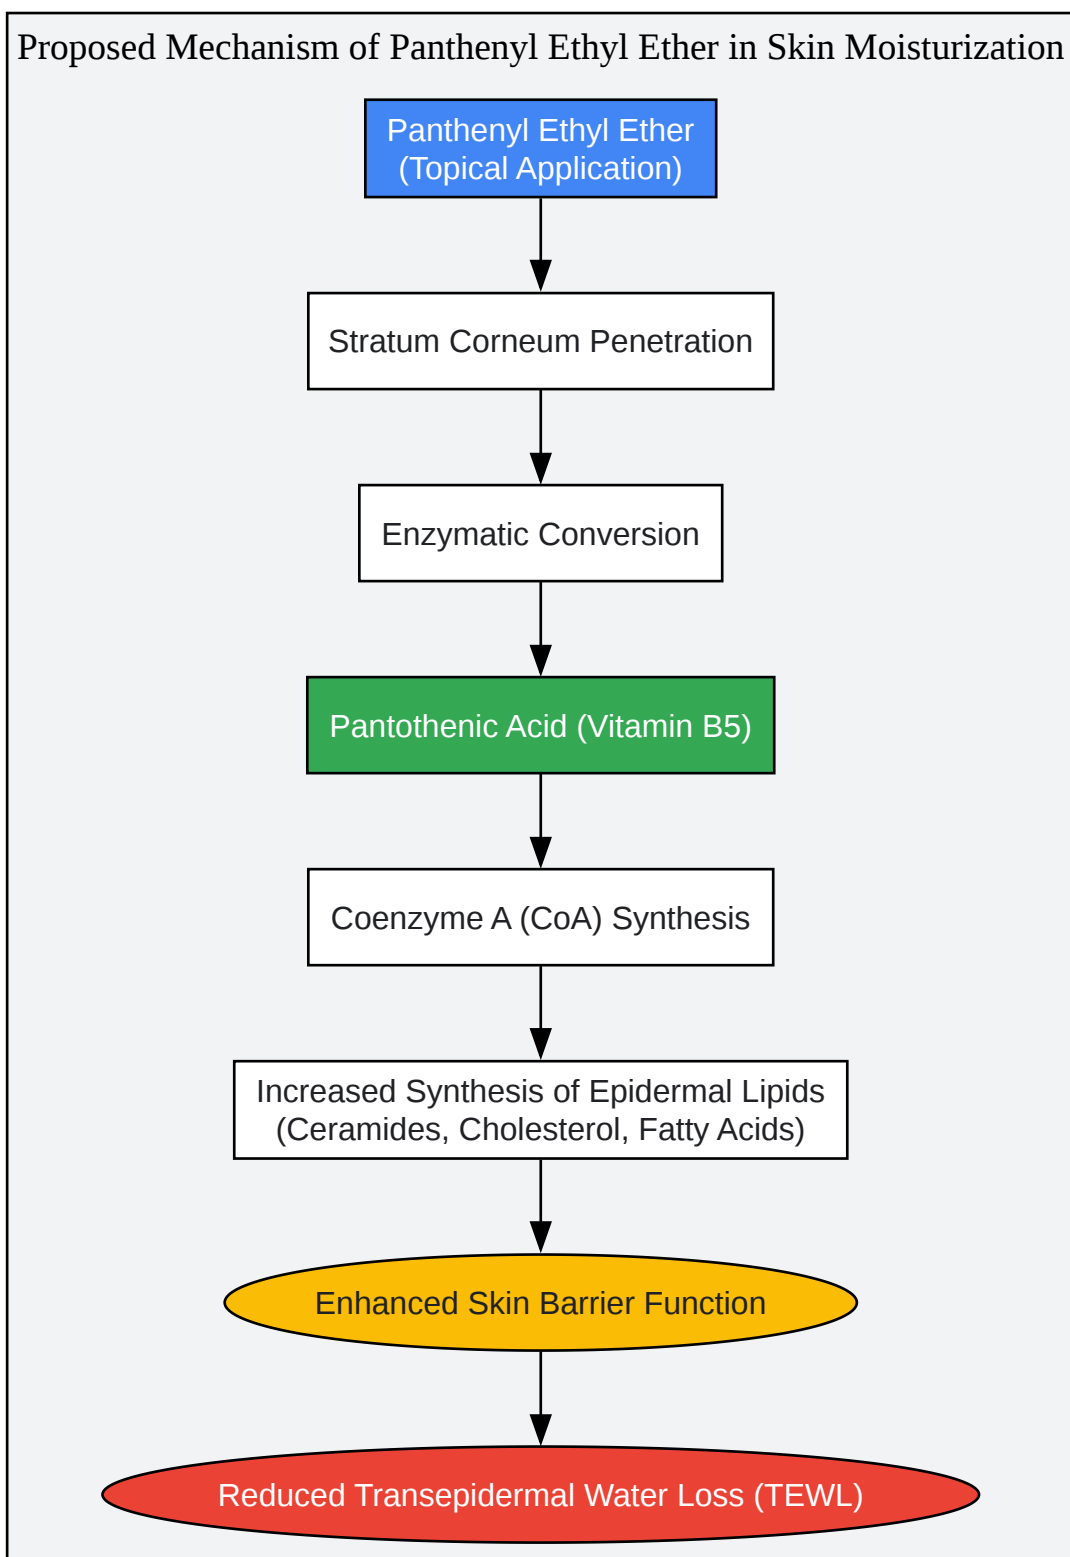 Proposed Mechanism of Panthenyl Ethyl Ether in Skin Moisturization
Panthenyl Ethyl Ether
(Topical Application)
Stratum Corneum Penetration
Enzymatic Conversion
Pantothenic Acid (Vitamin B5)
Coenzyme A (CoA) Synthesis
Increased Synthesis of Epidermal Lipids
(Ceramides, Cholesterol, Fatty Acids)
Enhanced Skin Barrier Function
Reduced Transepidermal Water Loss (TEWL)